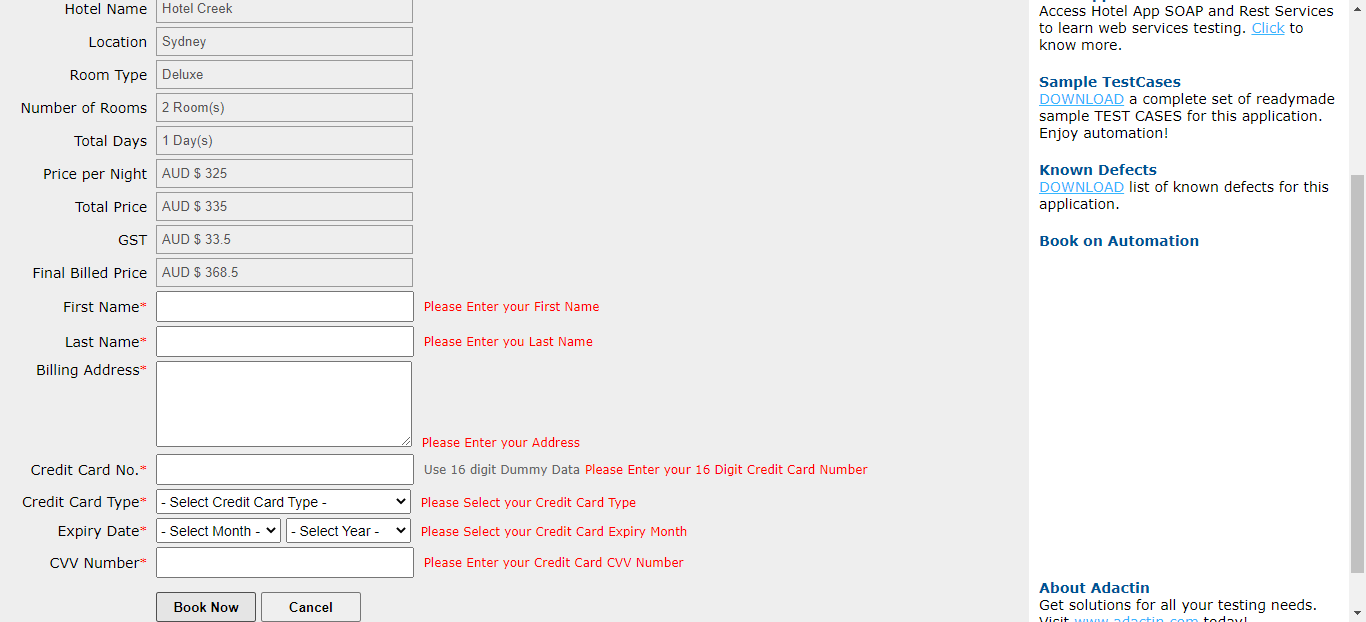 Hotel Name Hotel Creek
Location Sydney
Room Type Deluxe
Number of Rooms 2 Room(s)
Total Days 1 Day(s)
Price per Night AUD $ 325
Total Price AUD $ 335
GST AUD $ 33.5
Final Billed Price AUD $ 368.5
First Name* Please Enter your First Name
Last Name* Please Enter you Last Name
Billing Address* Please Enter your Address
Credit Card No.* Use 16 digit Dummy Data Please Enter your 16 Digit Credit Card Number
Credit Card Type* - Select Credit Card Type - Please Select your Credit Card Type
Expiry Date* - Select Month - - Select Year - Please Select your Credit Card Expiry Month
CVV Number* Please Enter your Credit Card CVV Number
Book Now Cancel
Access Hotel App SOAP and Rest Services
to learn web services testing. Click to
know more.
Sample TestCases
DOWNLOAD a complete set of readymade
sample TEST CASES for this application.
Enjoy automation!
Known Defects
DOWNLOAD list of known defects for this
application.
Book on Automation
About Adactin
Get solutions for all your testing needs.
Visit www.adactin.com today!